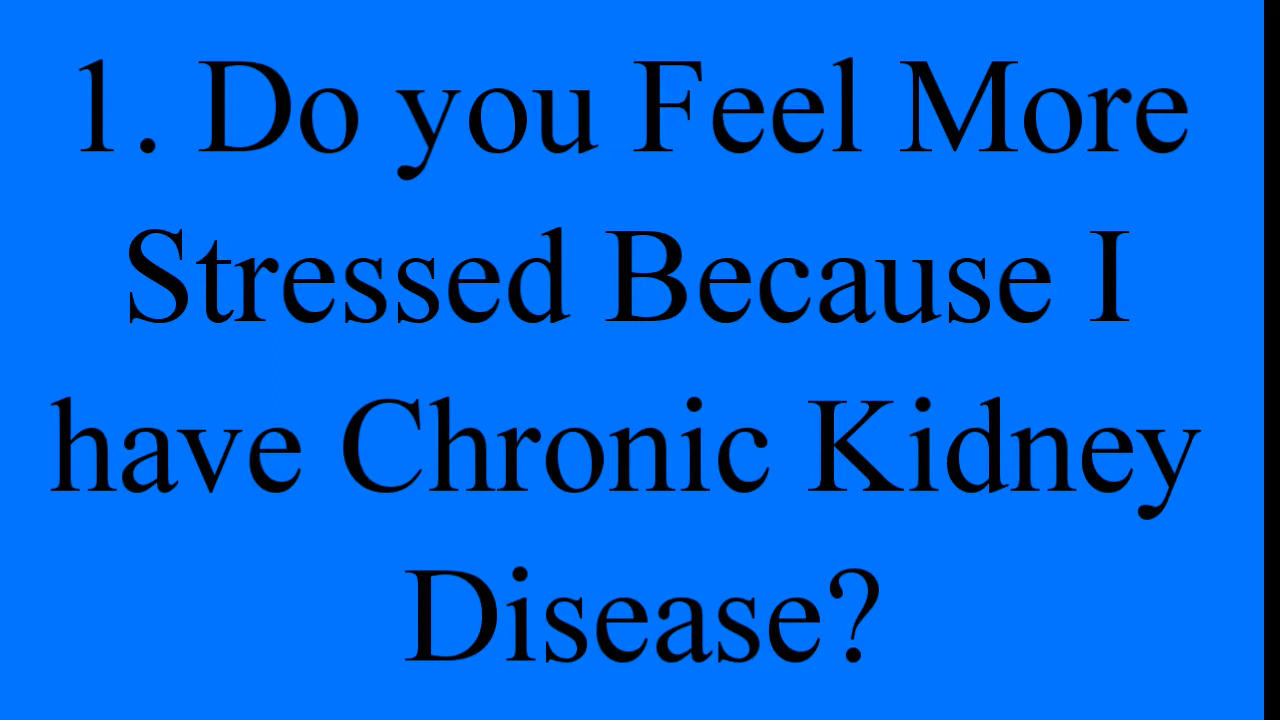 1. Do you Feel More
Stressed Because I
have Chronic Kidney
Disease?